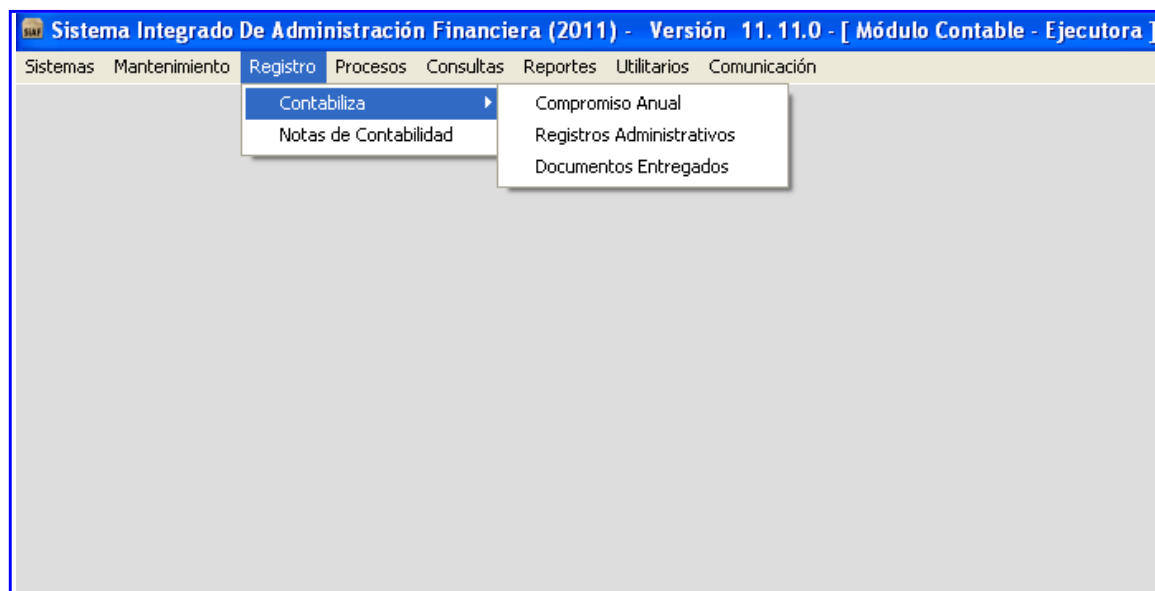 SIAF Sistema Integrado De Administración Financiera (2011) - Versión 11. 11.0 - [ Módulo Contable - Ejecutora ]
Sistemas Mantenimiento Registro Procesos Consultas Reportes Utilitarios Comunicación
Contabiliza Compromiso Anual
Notas de Contabilidad Registros Administrativos
Documentos Entregados